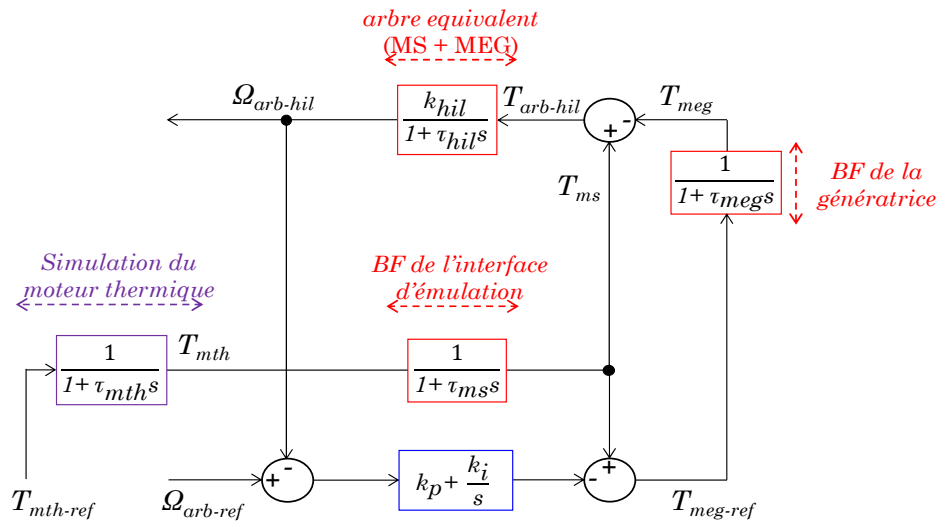 arbre equivalent
(MS + MEG)
Ω_arb-hil
k_hil
1+ τ_hil s
T_arb-hil
+ -
T_meg
1
1+ τ_meg s
BF de la
génératrice
T_ms
Simulation du
moteur thermique
BF de l'interface
d'émulation
1
1+ τ_mth s
T_mth
1
1+ τ_ms s
- +
k_p + k_i
s
+ -
T_mth-ref
Ω_arb-ref
T_meg-ref